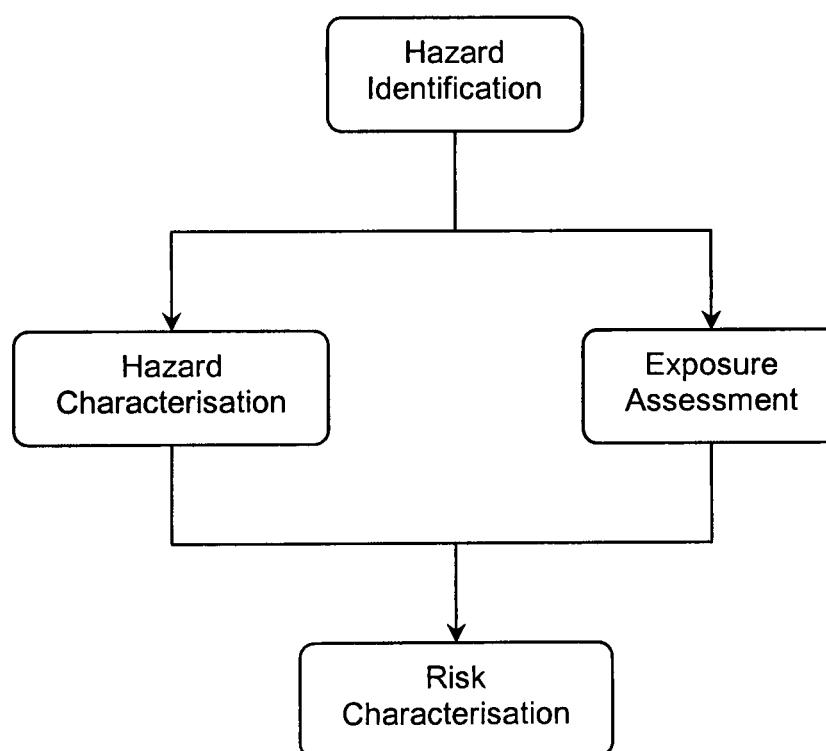 Hazard
Identification
Hazard
Characterisation
Exposure
Assessment
Risk
Characterisation